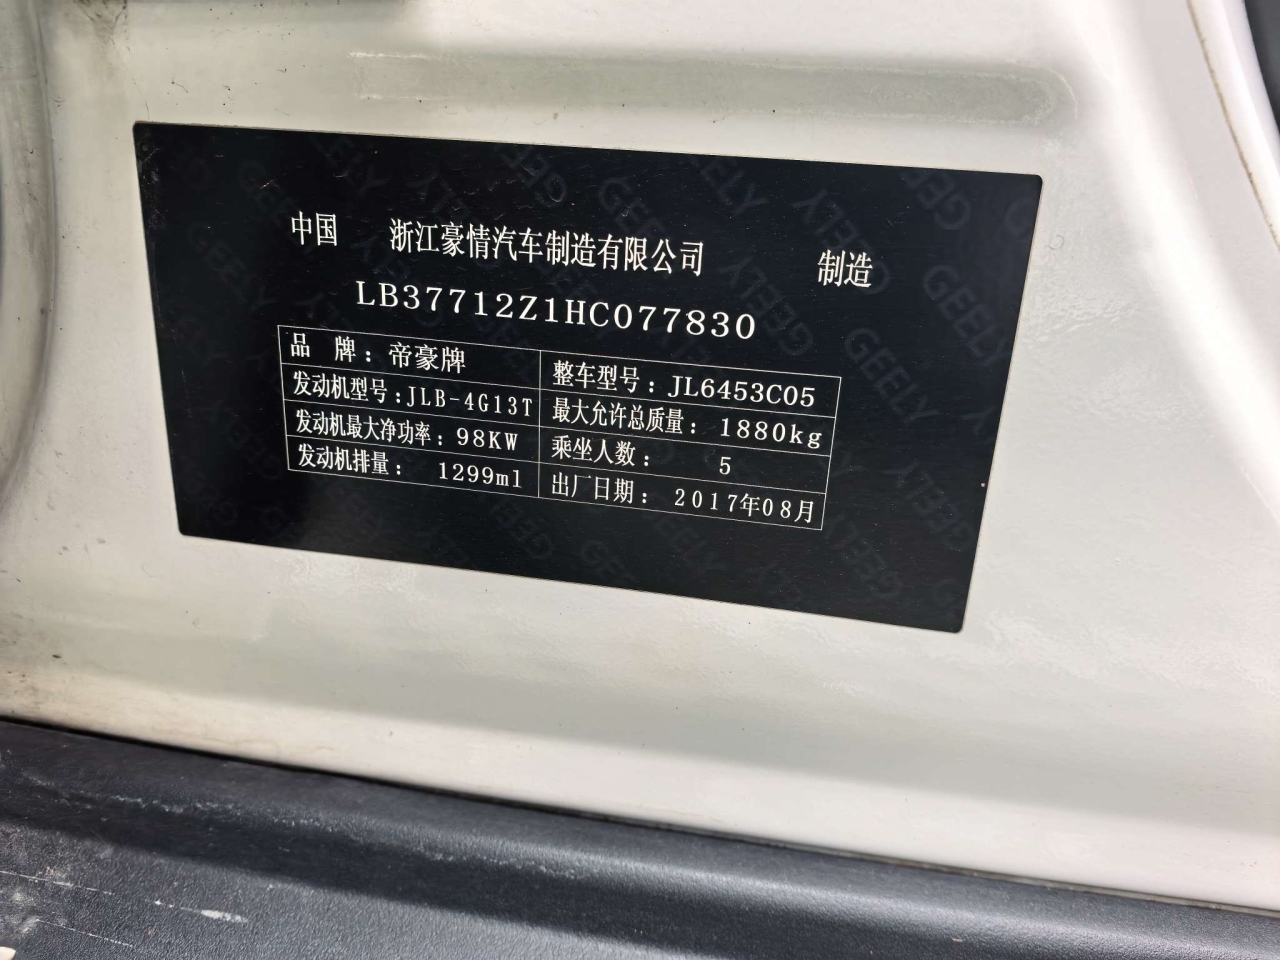 中国 浙江豪情汽车制造有限公司 制造
LB37712Z1HC077830
品 牌：帝豪牌 整车型号：JL6453C05
发动机型号：JLB-4G13T 最大允许总质量：1880kg
发动机最大净功率：98KW 乘坐人数：5
发动机排量：1299ml 出厂日期：2017年08月
GEELY